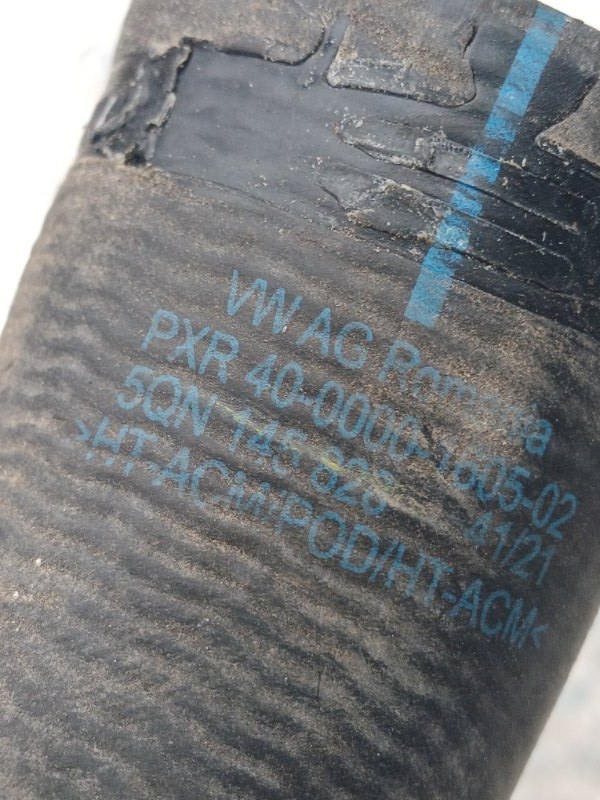 VW AG Romania
PXR 40-0000-1605-02
5QN 145 828 41/21
>HT-ACM/POD/HT-ACM<